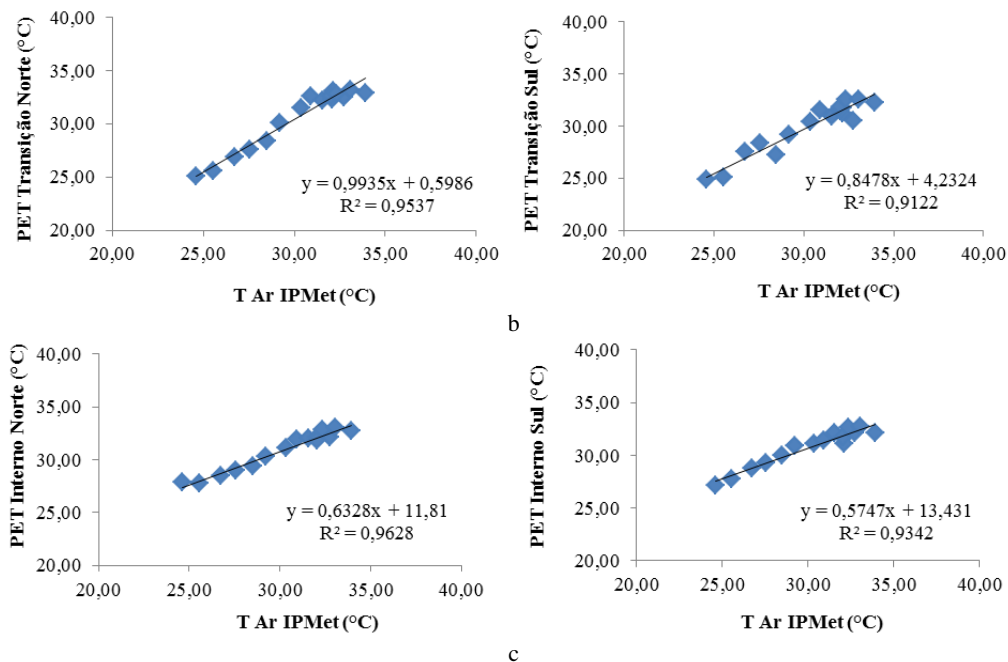 40,00
35,00
30,00
25,00
20,00
PET Transição Norte (°C)
y = 0,9935x + 0,5986
R² = 0,9537
20,00 25,00 30,00 35,00 40,00
T Ar IPMet (°C)
40,00
35,00
30,00
25,00
20,00
PET Transição Sul (°C)
y = 0,8478x + 4,2324
R² = 0,9122
20,00 25,00 30,00 35,00 40,00
T Ar IPMet (°C)
b
40,00
35,00
30,00
25,00
20,00
PET Interno Norte (°C)
y = 0,6328x + 11,81
R² = 0,9628
20,00 25,00 30,00 35,00 40,00
T Ar IPMet (°C)
40,00
35,00
30,00
25,00
20,00
PET Interno Sul (°C)
y = 0,5747x + 13,431
R² = 0,9342
20,00 25,00 30,00 35,00 40,00
T Ar IPMet (°C)
c